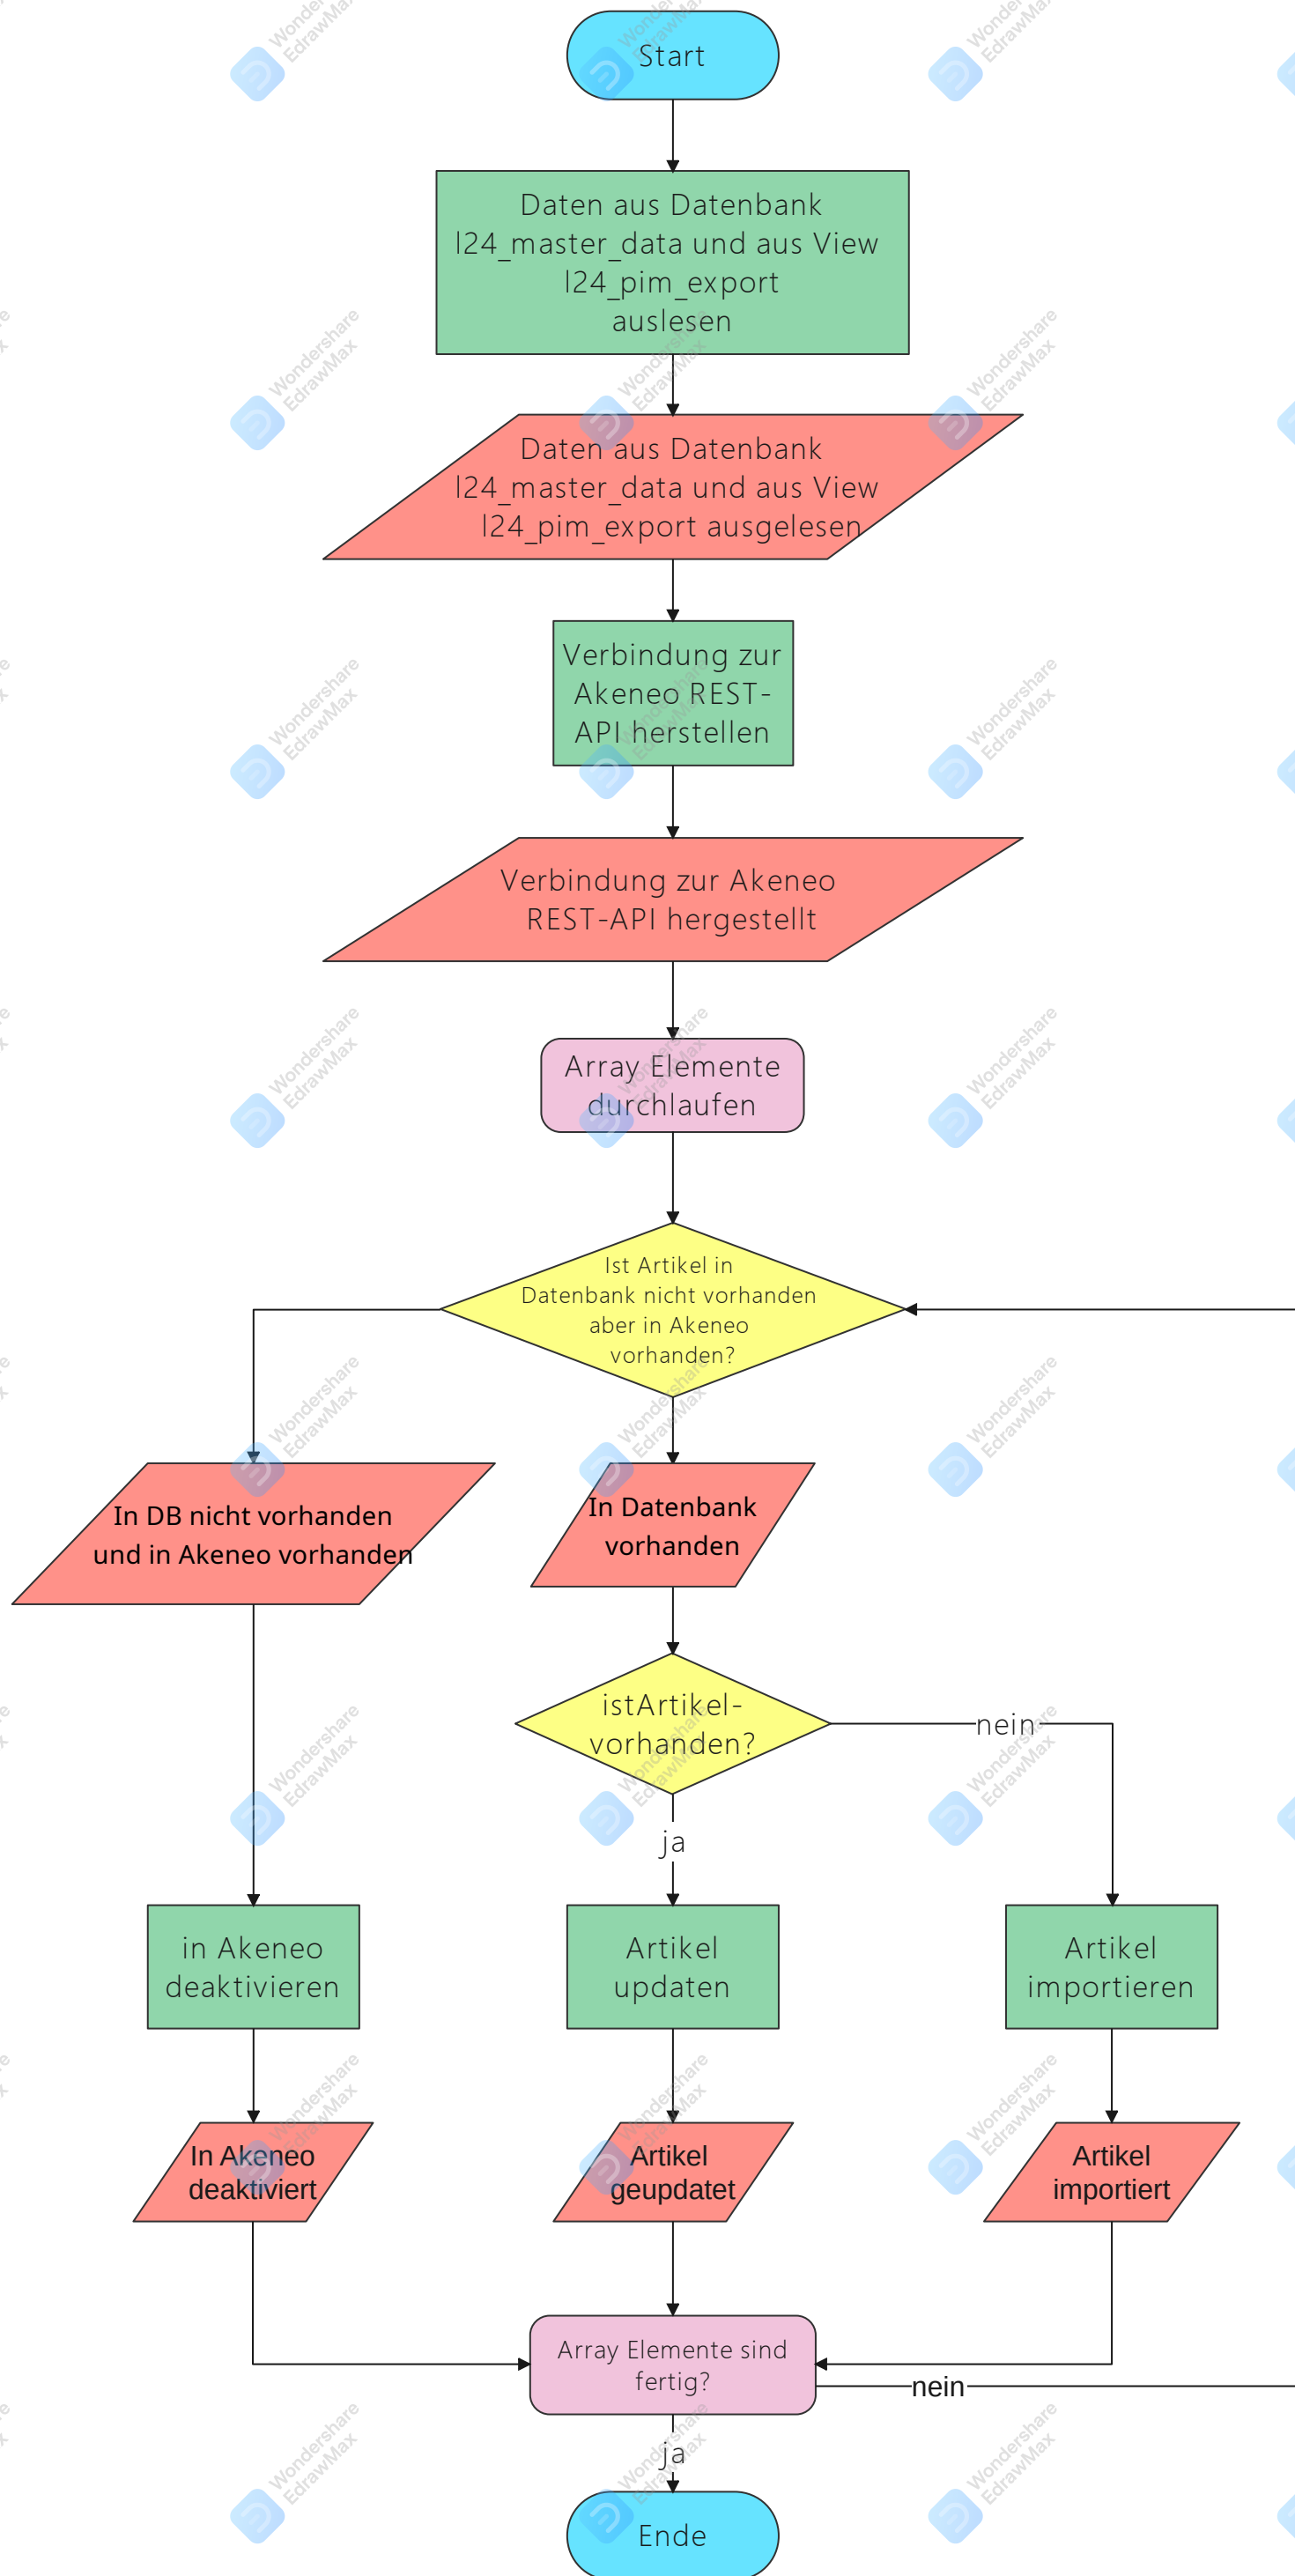 Start
Daten aus Datenbank
l24_master_data und aus View
l24_pim_export
auslesen
Daten aus Datenbank
l24_master_data und aus View
l24_pim_export ausgelesen
Verbindung zur
Akeneo REST-
API herstellen
Verbindung zur Akeneo
REST-API hergestellt
Array Elemente
durchlaufen
Ist Artikel in
Datenbank nicht vorhanden
aber in Akeneo
vorhanden?
In DB nicht vorhanden
und in Akeneo vorhanden
In Datenbank
vorhanden
istArtikel-
vorhanden?
nein
ja
in Akeneo
deaktivieren
Artikel
updaten
Artikel
importieren
In Akeneo
deaktiviert
Artikel
geupdatet
Artikel
importiert
Array Elemente sind
fertig?
nein
ja
Ende
Wondershare
EdrawMax